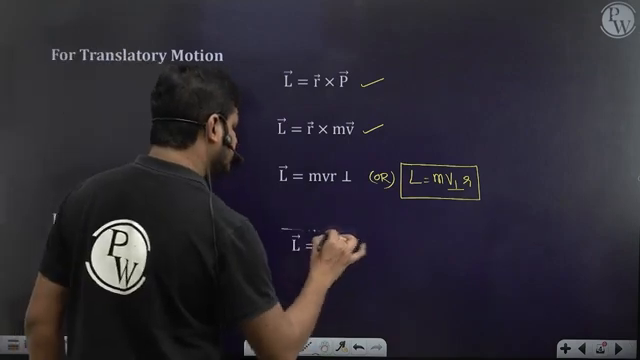 PW
For Translatory Motion
L⃗ = r⃗ × P⃗
L⃗ = r⃗ × mv⃗
L⃗ = mvr ⊥ (OR) L = mv⊥ r
L⃗ =
PW